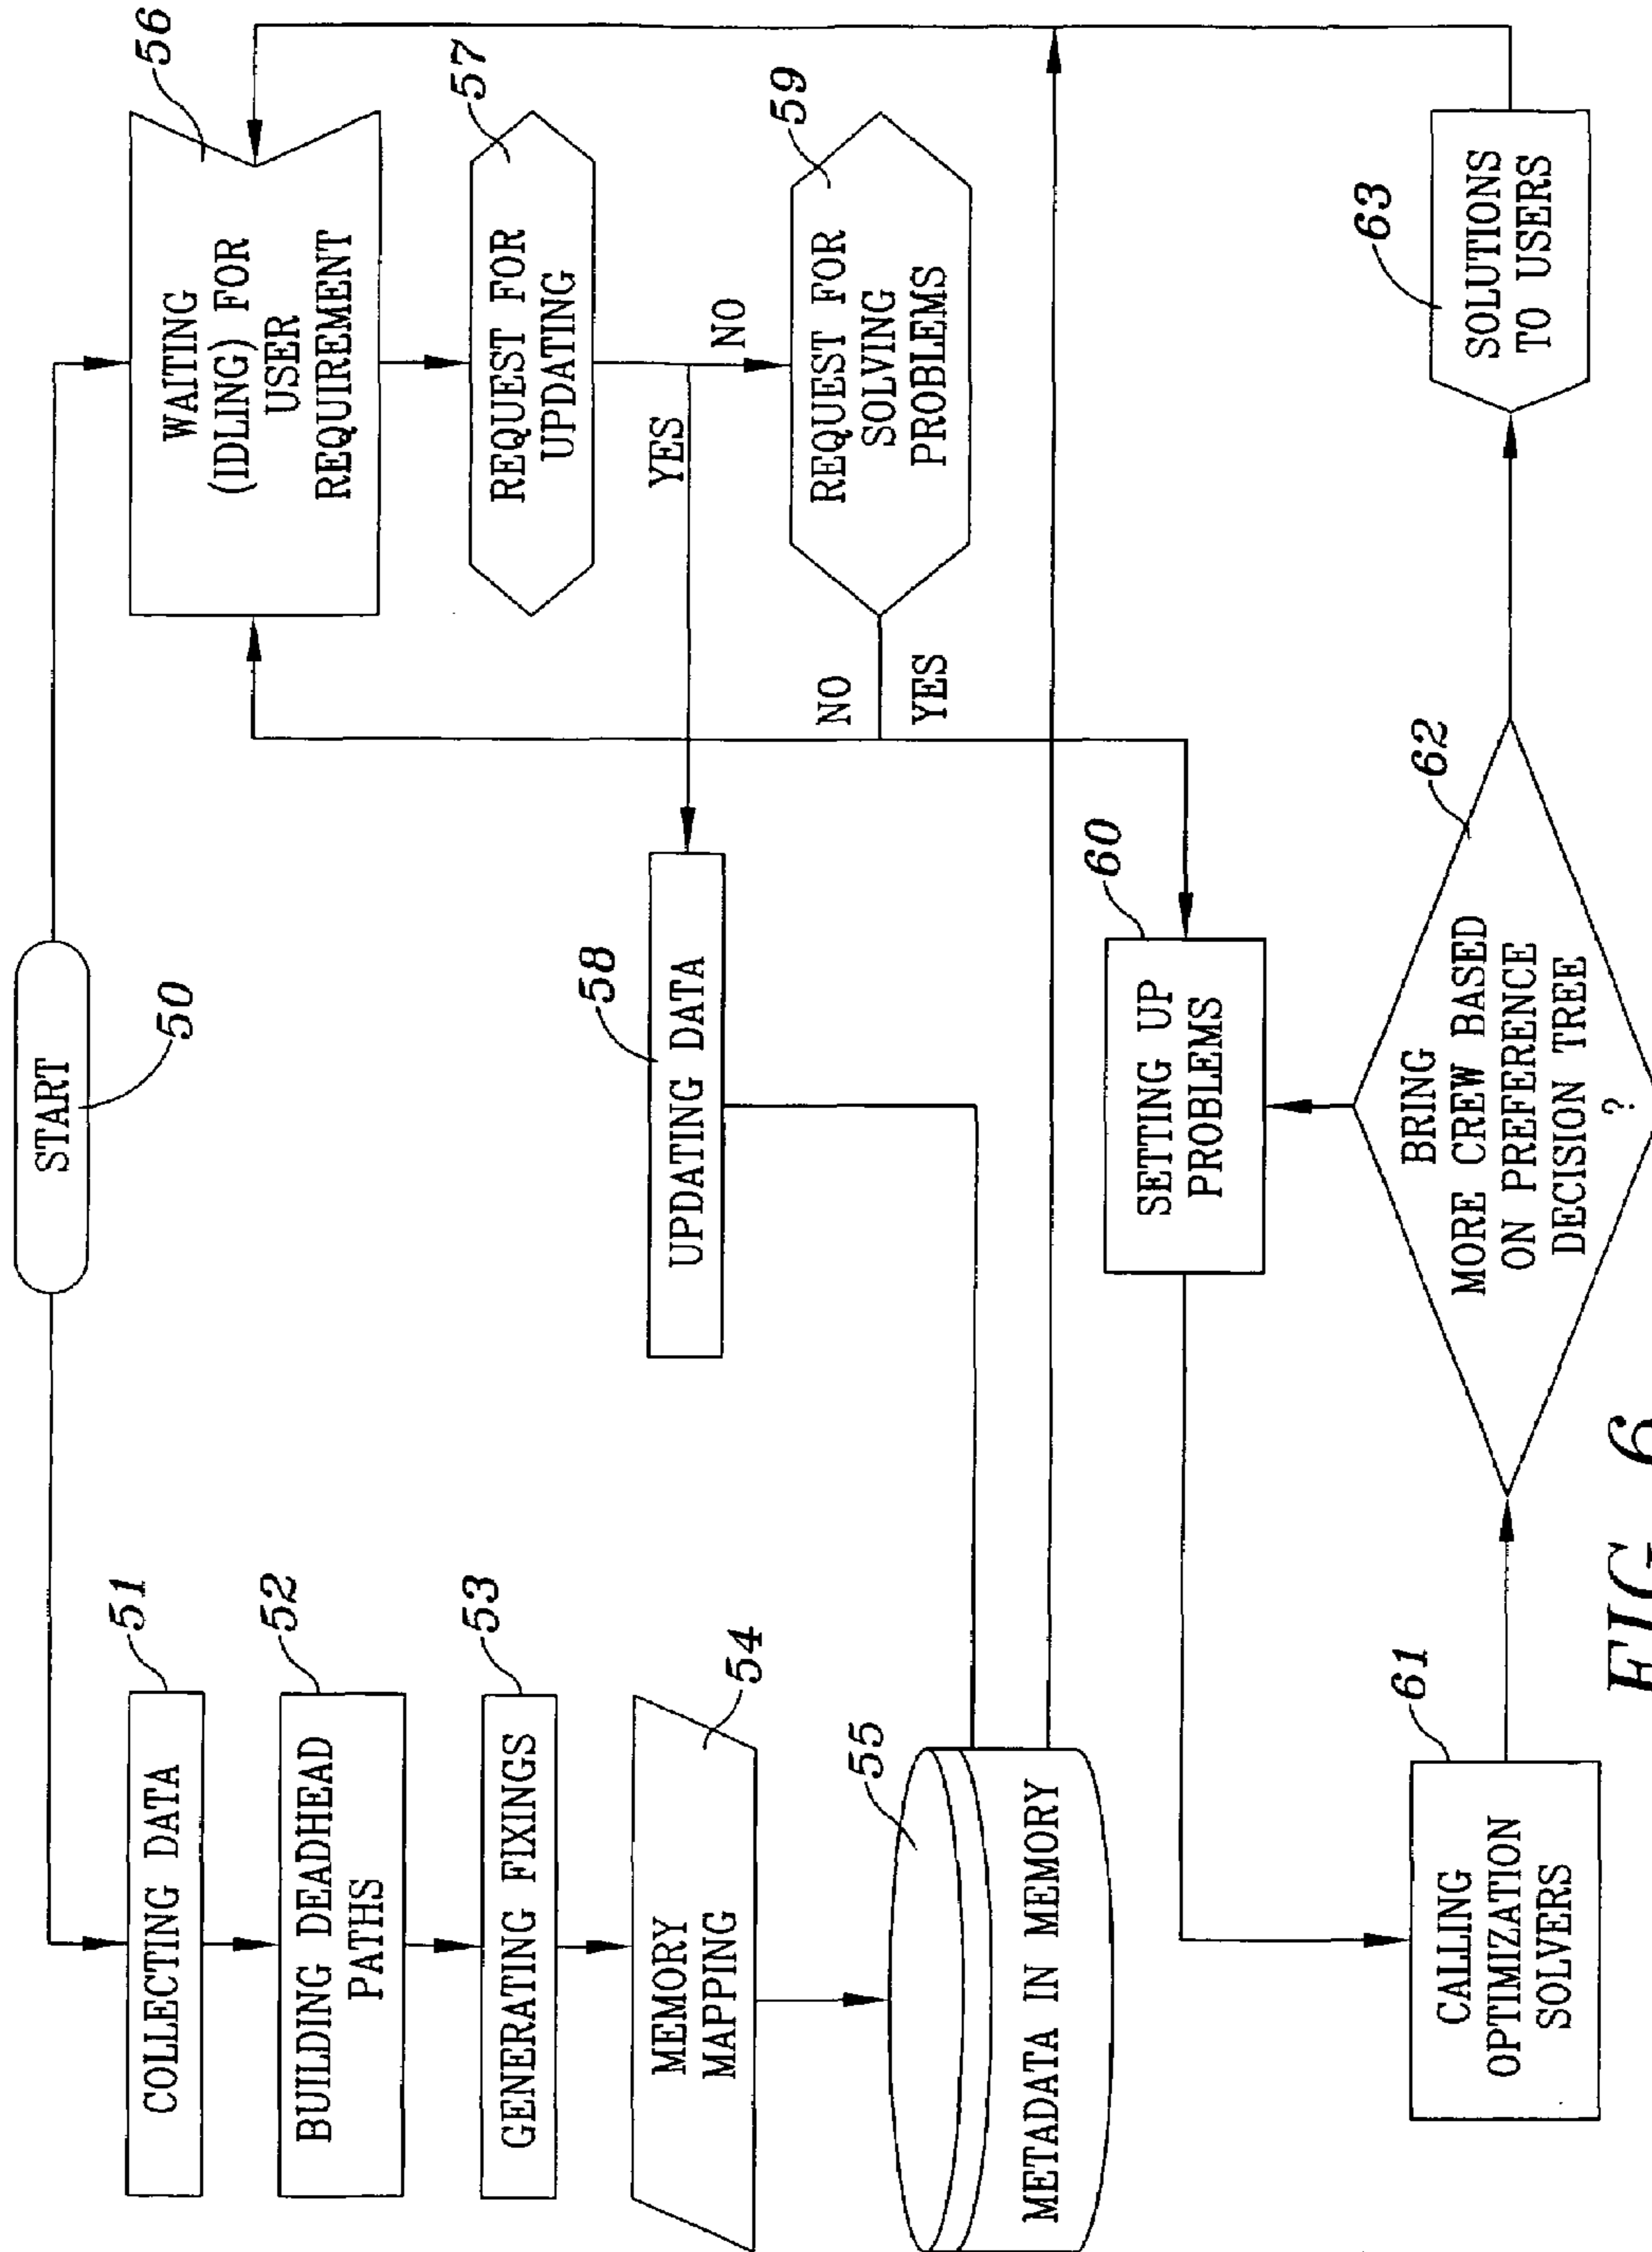 START
50
COLLECTING DATA
51
BUILDING DEADHEAD
PATHS
52
GENERATING FIXINGS
53
MEMORY
MAPPING
54
55
METADATA IN MEMORY
WAITING
(IDLING) FOR
USER
REQUIREMENT
56
REQUEST FOR
UPDATING
57
YES
NO
UPDATING DATA
58
REQUEST FOR
SOLVING
PROBLEMS
59
NO
YES
SETTING UP
PROBLEMS
60
CALLING
OPTIMIZATION
SOLVERS
61
BRING
MORE CREW BASED
ON PREFERENCE
DECISION TREE
?
62
SOLUTIONS
TO USERS
63
FIG. 6